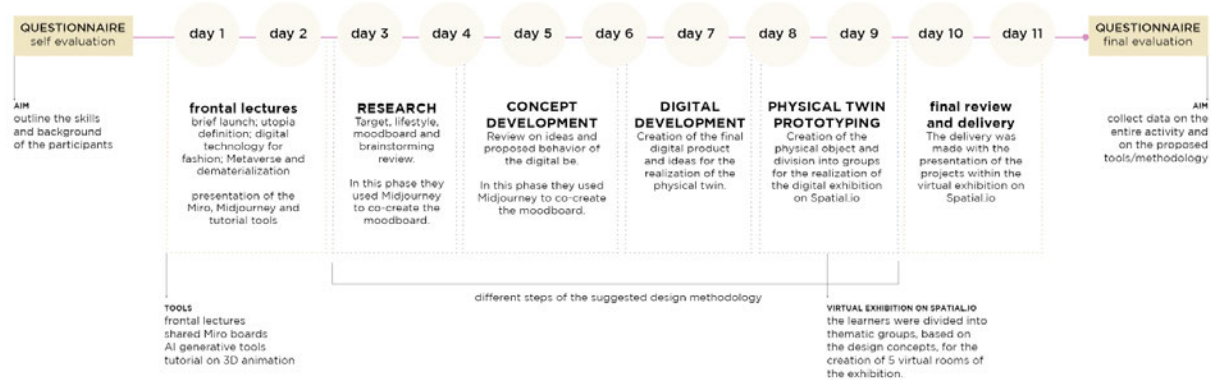 QUESTIONNAIRE
self evaluation
day 1
day 2
day 3
day 4
day 5
day 6
day 7
day 8
day 9
day 10
day 11
QUESTIONNAIRE
final evaluation
AIM
outline the skills
and background
of the participants
frontal lectures
brief launch; utopia
definition; digital
technology for
fashion; Metaverse and
dematerialization
presentation of the
Miro, Midjourney and
tutorial tools
RESEARCH
Target, lifestyle,
moodboard and
brainstorming
review.
In this phase they
used Midjourney
to co-create the
moodboard.
CONCEPT
DEVELOPMENT
Review on ideas and
proposed behavior of
the digital be.
In this phase they used
Midjourney to co-create
the moodboard.
DIGITAL
DEVELOPMENT
Creation of the final
digital product
and ideas for the
realization of the
physical twin.
PHYSICAL TWIN
PROTOTYPING
Creation of the
physical object and
division into groups
for the realization of
the digital exhibition
on Spatial.io
final review
and delivery
The delivery was
made with the
presentation of the
projects within the
virtual exhibition on
Spatial.io
AIM
collect data on the
entire activity and
on the proposed
tools/methodology
different steps of the suggested design methodology
TOOLS
frontal lectures
shared Miro boards
AI generative tools
tutorial on 3D animation
VIRTUAL EXHIBITION ON SPATIAL.IO
the learners were divided into
thematic groups, based on
the design concepts, for the
creation of 5 virtual rooms of
the exhibition.